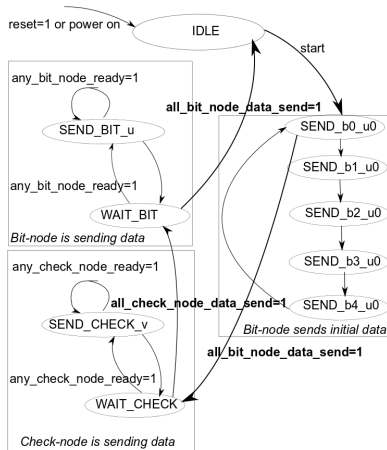 reset=1 or power on
IDLE
start
any_bit_node_ready=1
all_bit_node_data_send=1
SEND_BIT_u
SEND_b0_u0
SEND_b1_u0
any_bit_node_ready=1
WAIT_BIT
SEND_b2_u0
Bit-node is sending data
SEND_b3_u0
any_check_node_ready=1
all_check_node_data_send=1
SEND_b4_u0
SEND_CHECK_v
Bit-node sends initial data
all_bit_node_data_send=1
any_check_node_ready=1
WAIT_CHECK
Check-node is sending data